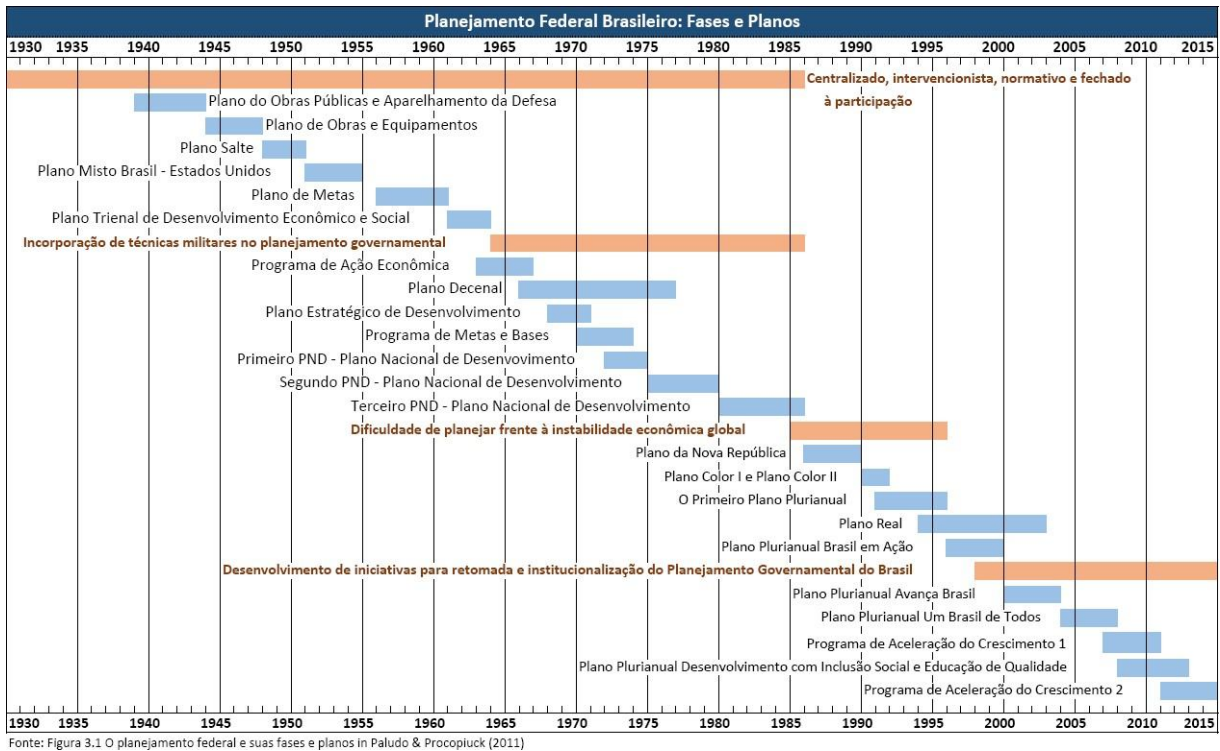 Planejamento Federal Brasileiro: Fases e Planos
1930 1935 1940 1945 1950 1955 1960 1965 1970 1975 1980 1985 1990 1995 2000 2005 2010 2015
Centralizado, intervencionista, normativo e fechado
à participação
Plano do Obras Públicas e Aparelhamento da Defesa
Plano de Obras e Equipamentos
Plano Salte
Plano Misto Brasil - Estados Unidos
Plano de Metas
Plano Trienal de Desenvolvimento Econômico e Social
Incorporação de técnicas militares no planejamento governamental
Programa de Ação Econômica
Plano Decenal
Plano Estratégico de Desenvolvimento
Programa de Metas e Bases
Primeiro PND - Plano Nacional de Desenvovimento
Segundo PND - Plano Nacional de Desenvolvimento
Terceiro PND - Plano Nacional de Desenvolvimento
Dificuldade de planejar frente à instabilidade econômica global
Plano da Nova República
Plano Color I e Plano Color II
O Primeiro Plano Plurianual
Plano Real
Plano Plurianual Brasil em Ação
Desenvolvimento de iniciativas para retomada e institucionalização do Planejamento Governamental do Brasil
Plano Plurianual Avança Brasil
Plano Plurianual Um Brasil de Todos
Programa de Aceleração do Crescimento 1
Plano Plurianual Desenvolvimento com Inclusão Social e Educação de Qualidade
Programa de Aceleração do Crescimento 2
1930 1935 1940 1945 1950 1955 1960 1965 1970 1975 1980 1985 1990 1995 2000 2005 2010 2015
Fonte: Figura 3.1 O planejamento federal e suas fases e planos in Paludo & Procopiuck (2011)